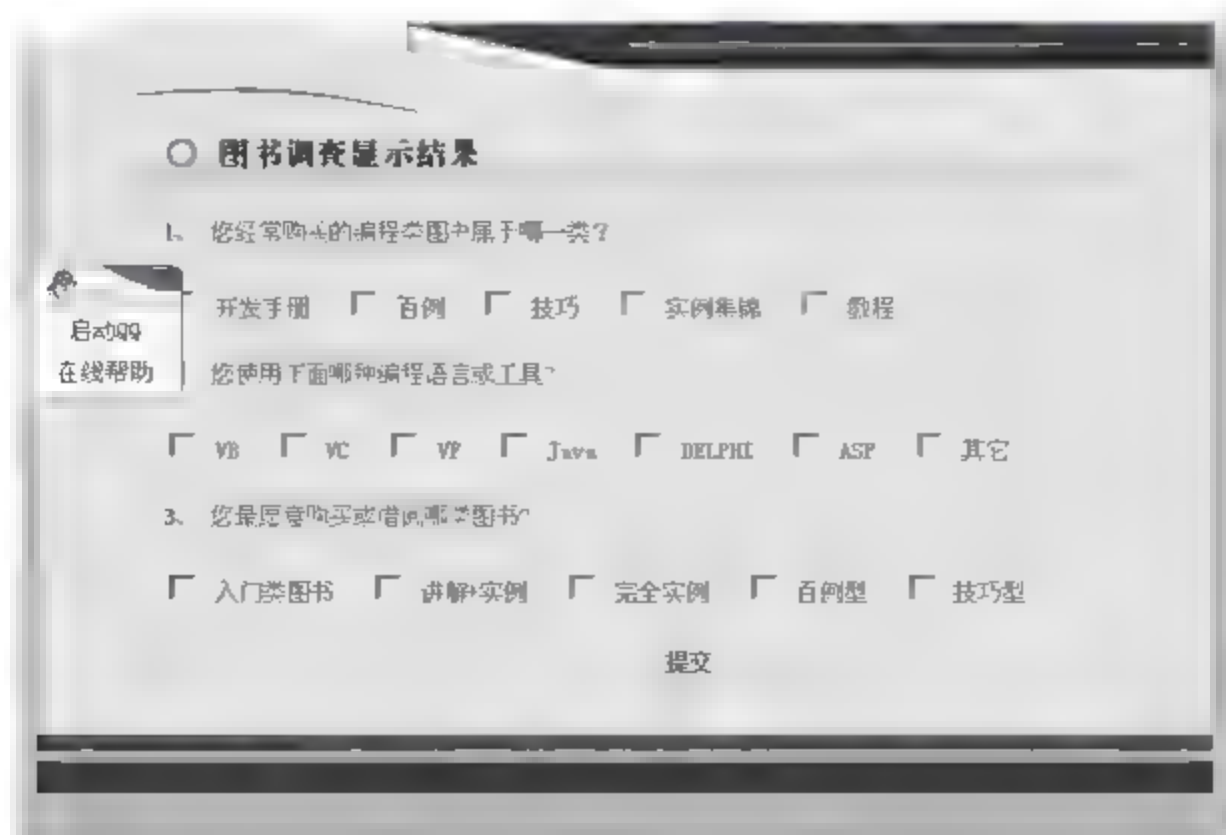 图书调查显示结果
1、 您经常购买的编程类图书属于哪一类？
开发手册 百例 技巧 实例集锦 教程
启动QQ
在线帮助
您使用下面哪种编程语言或工具？
VB VC VF Java DELPHI ASP 其它
3、 您最愿意购买或借阅哪类图书？
入门类图书 讲解+实例 完全实例 百例型 技巧型
提交